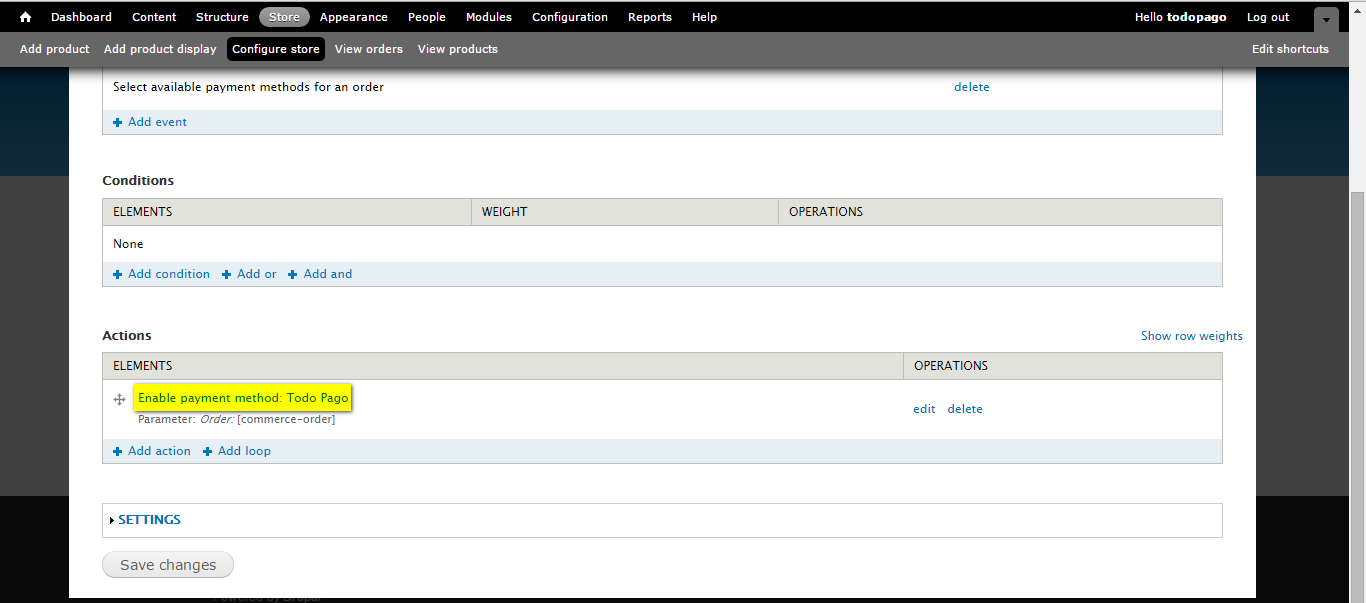 Dashboard Content Structure Store Appearance People Modules Configuration Reports Help Hello todopago Log out
Add product Add product display Configure store View orders View products Edit shortcuts
Select available payment methods for an order delete
Add event
Conditions
ELEMENTS WEIGHT OPERATIONS
None
Add condition Add or Add and
Actions Show row weights
ELEMENTS OPERATIONS
Enable payment method: Todo Pago
Parameter: Order: [commerce-order]
edit delete
Add action Add loop
SETTINGS
Save changes
Powered by Drupal